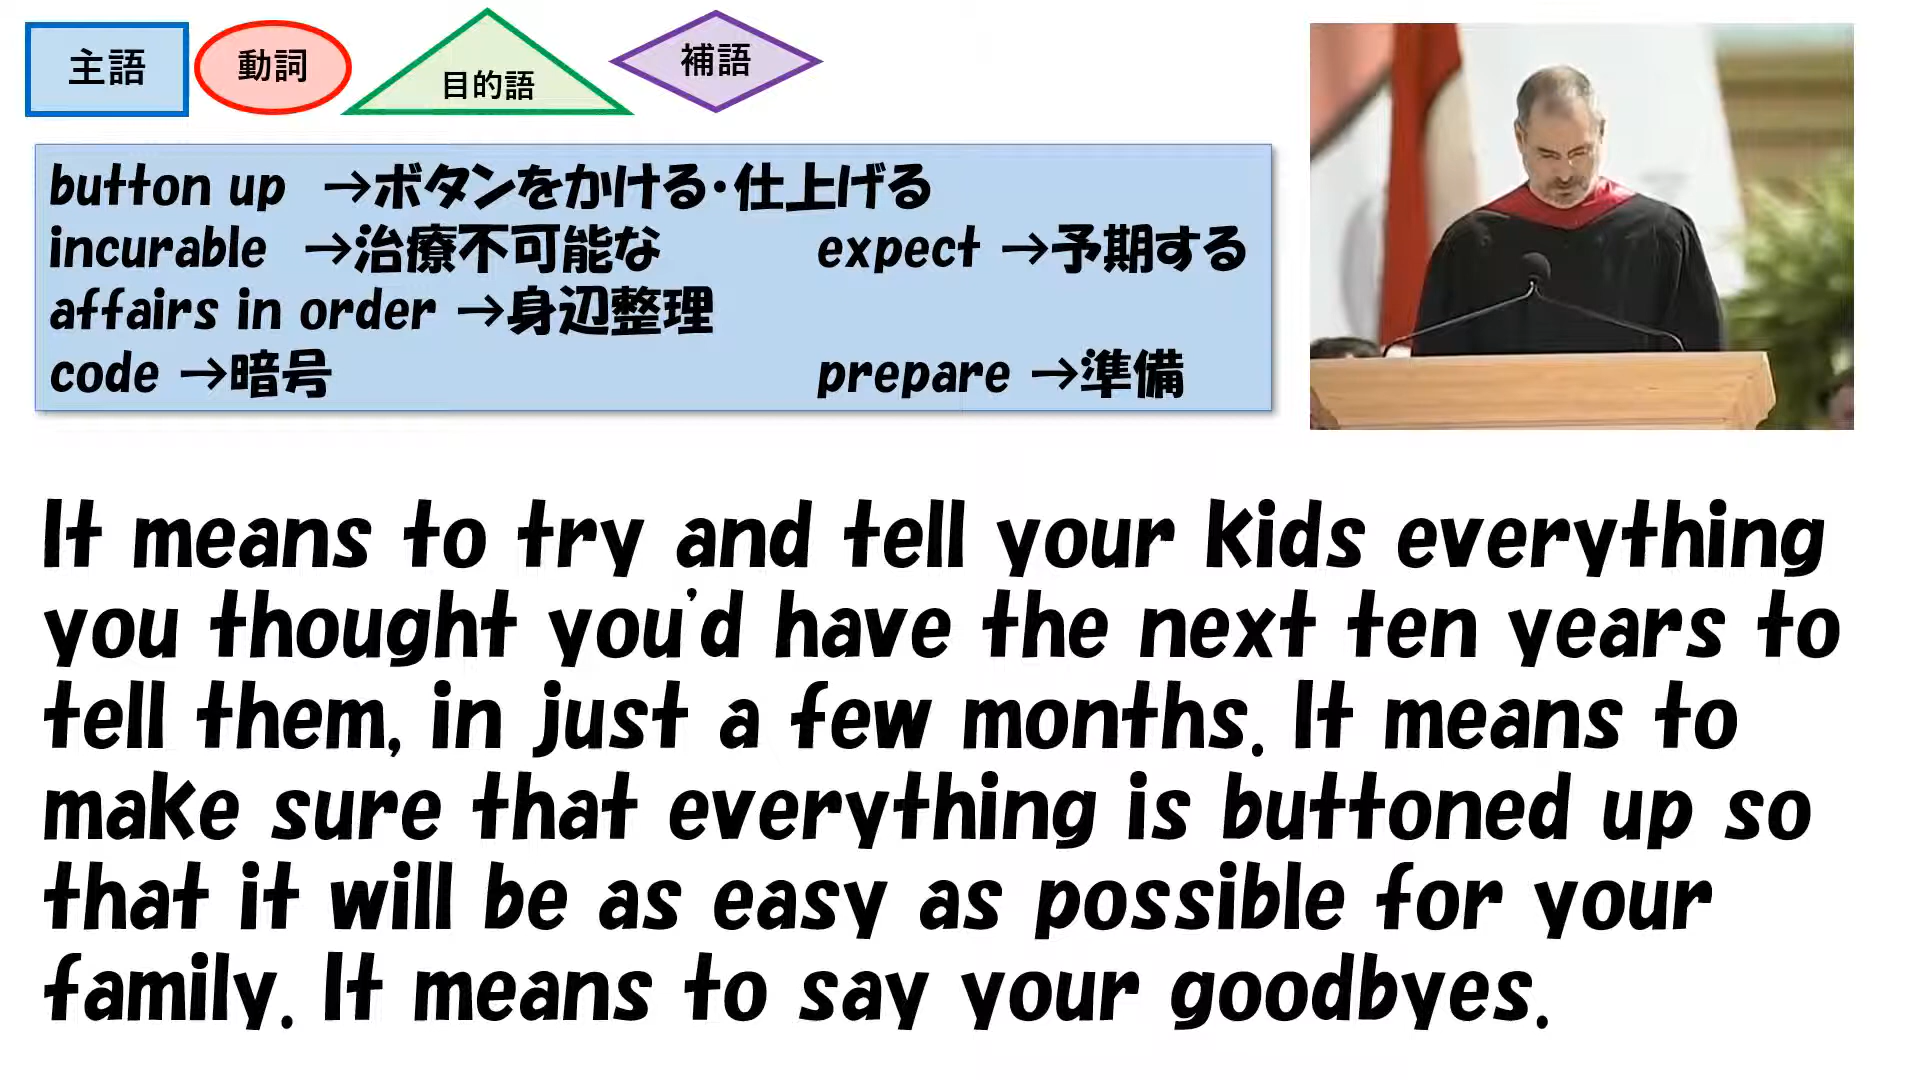 主語 動詞 目的語 補語
button up →ボタンをかける・仕上げる
incurable →治療不可能な expect →予期する
affairs in order →身辺整理
code →暗号 prepare →準備
It means to try and tell your kids everything
you thought you'd have the next ten years to
tell them, in just a few months. It means to
make sure that everything is buttoned up so
that it will be as easy as possible for your
family. It means to say your goodbyes.